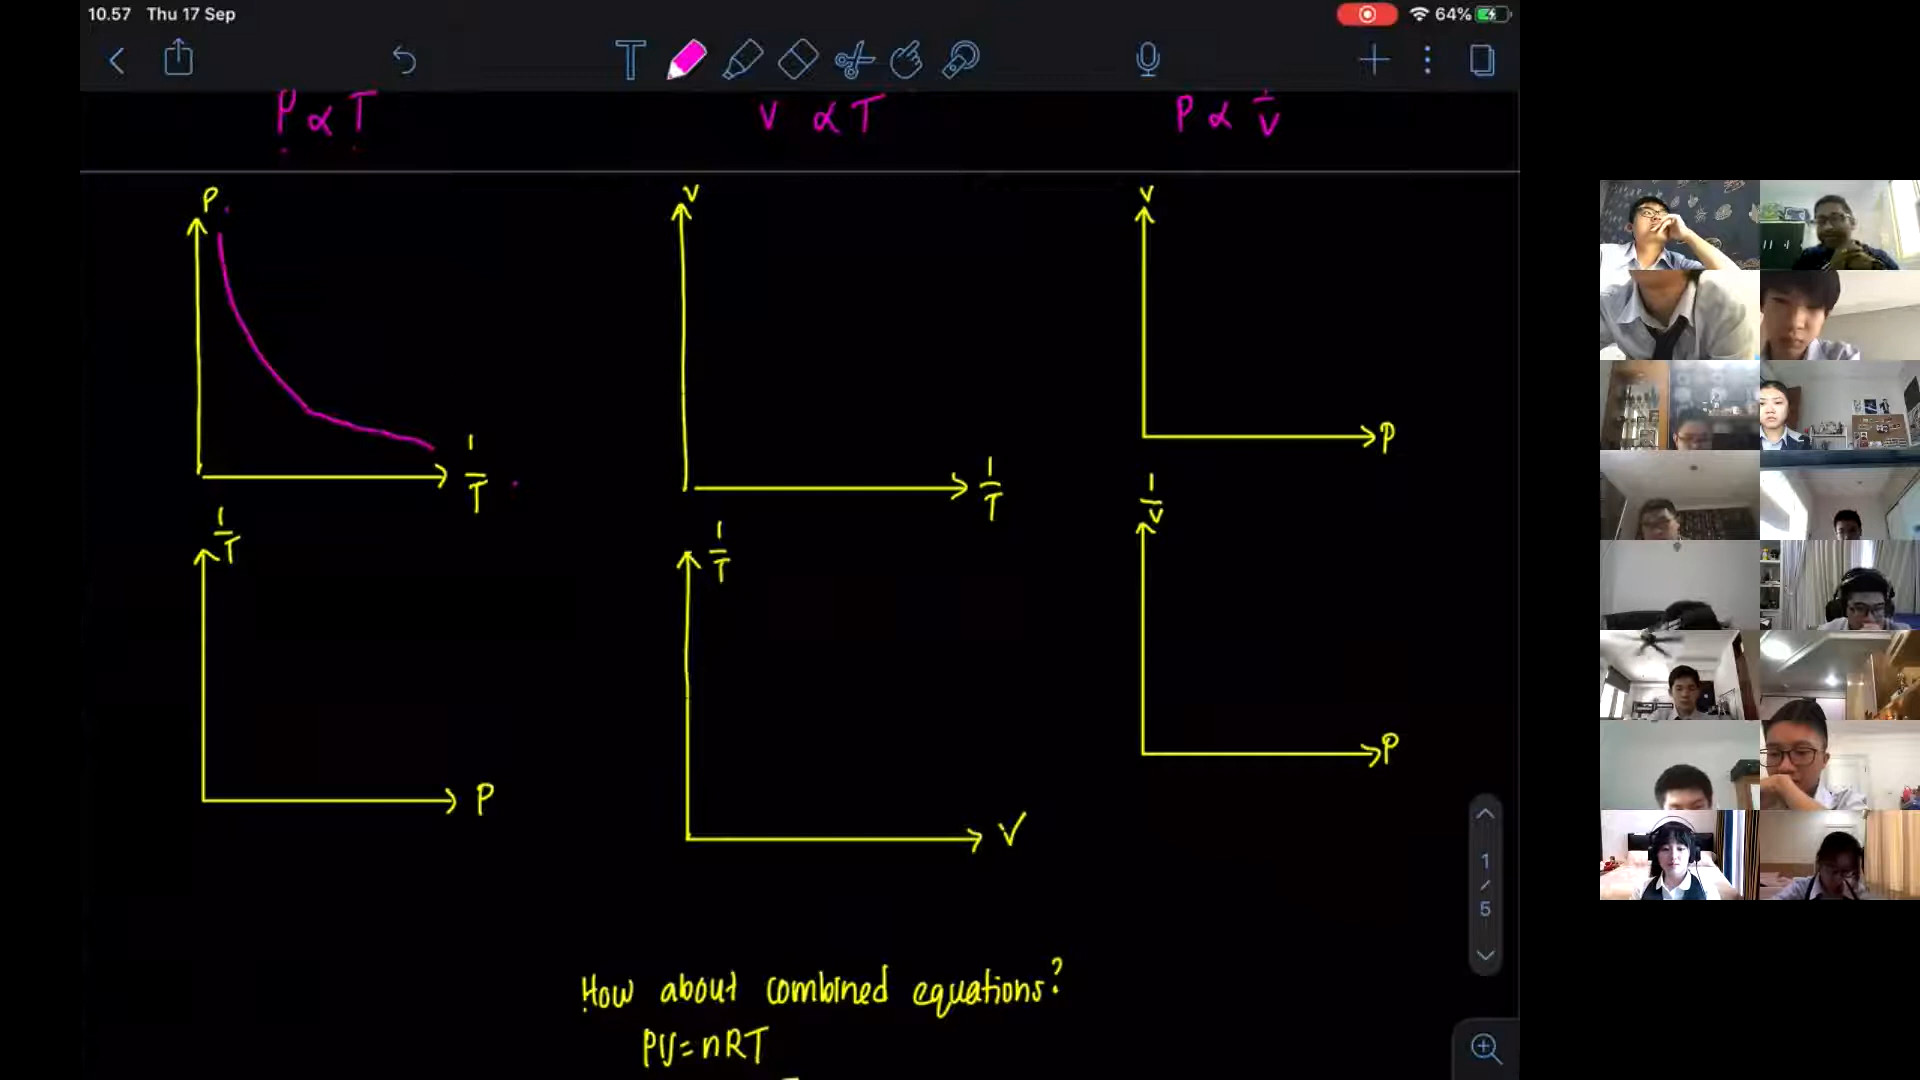 10.57 Thu 17 Sep
64%
T
P ∝ T
V ∝ T
P ∝ 1/V
P
1/T
V
1/T
V
P
1/T
P
1/T
V
1/V
P
1
/
5
How about combined equations?
PV=nRT